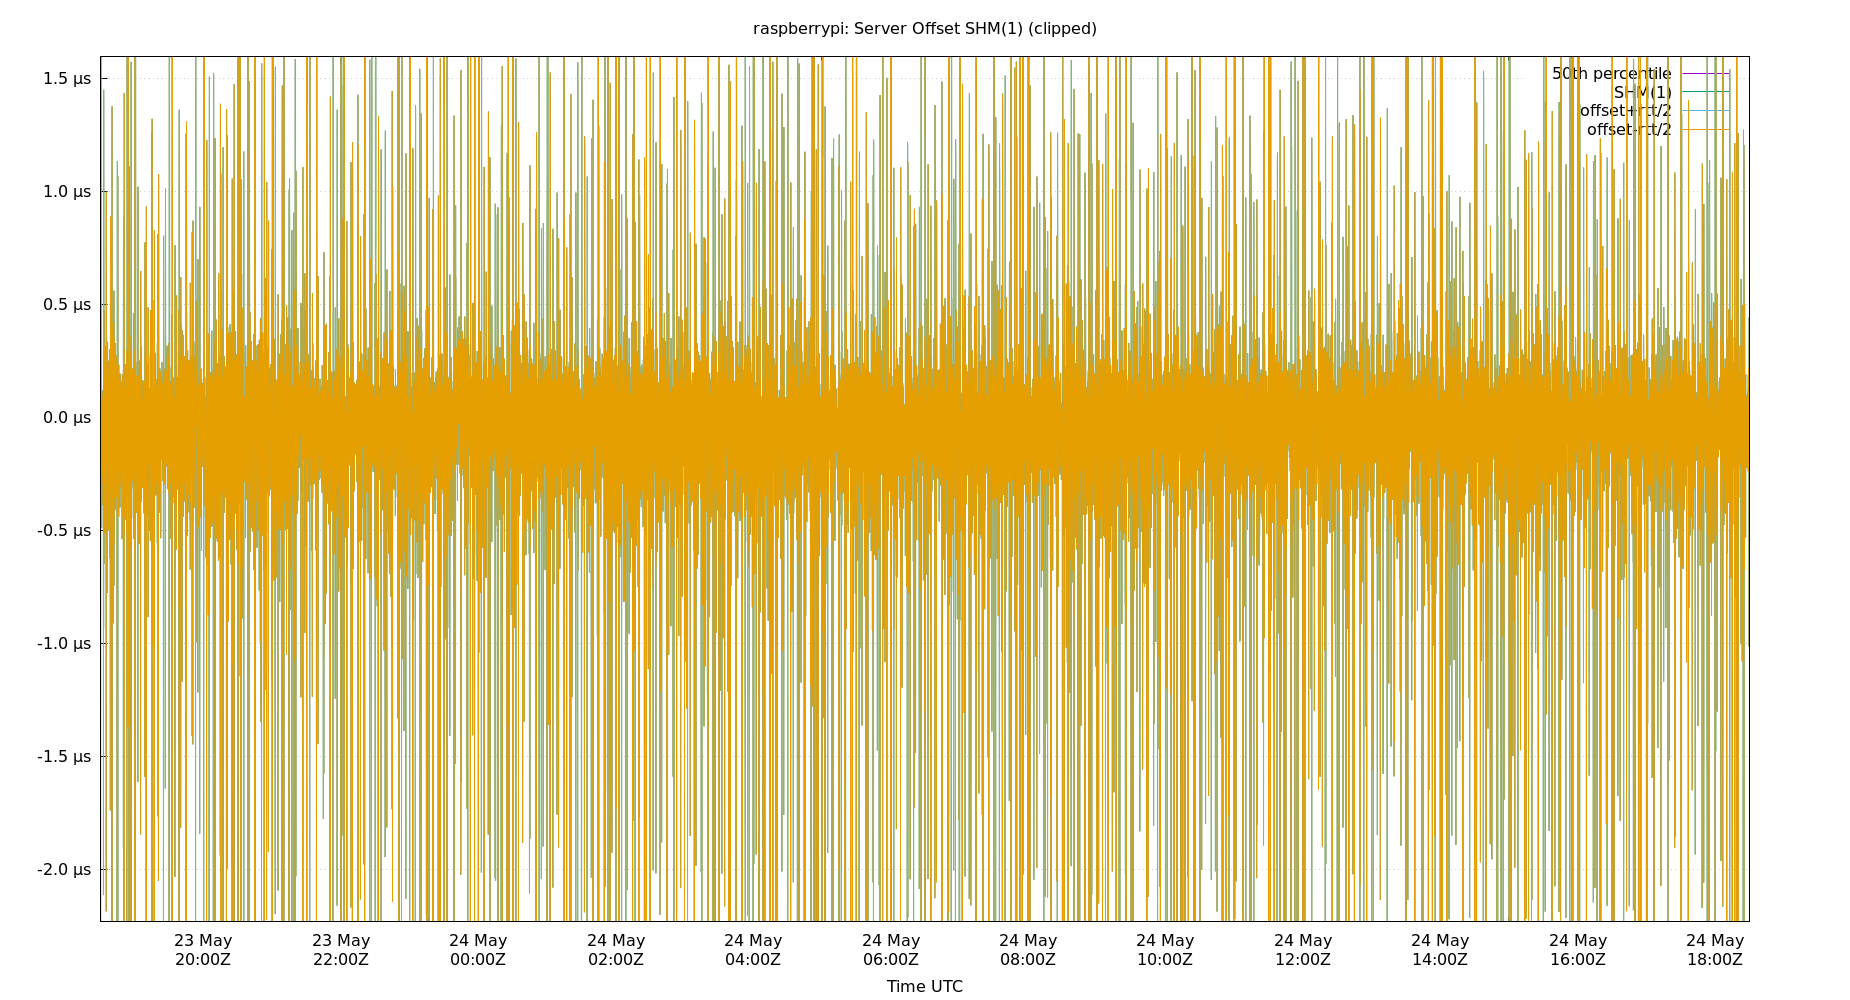 raspberrypi: Server Offset SHM(1) (clipped)
50th percentile
SHM(1)
offset+rtt/2
offset-rtt/2
1.5 µs
1.0 µs
0.5 µs
0.0 µs
-0.5 µs
-1.0 µs
-1.5 µs
-2.0 µs
23 May 23 May 24 May 24 May 24 May 24 May 24 May 24 May 24 May 24 May 24 May 24 May
20:00Z 22:00Z 00:00Z 02:00Z 04:00Z 06:00Z 08:00Z 10:00Z 12:00Z 14:00Z 16:00Z 18:00Z
Time UTC